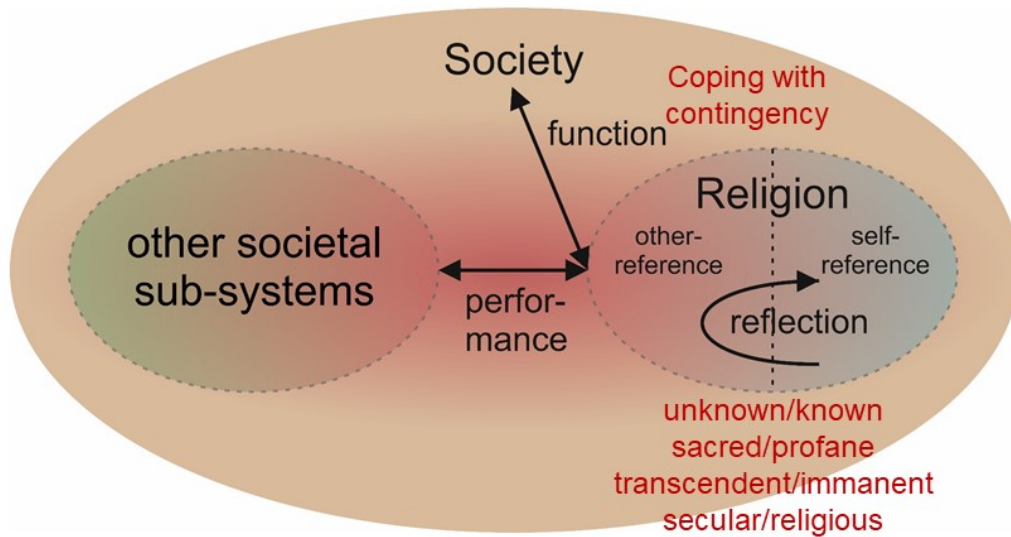 Society
Coping with
contingency
function
Religion
other societal
sub-systems
other-
reference
self-
reference
perfor-
mance
reflection
unknown/known
sacred/profane
transcendent/immanent
secular/religious